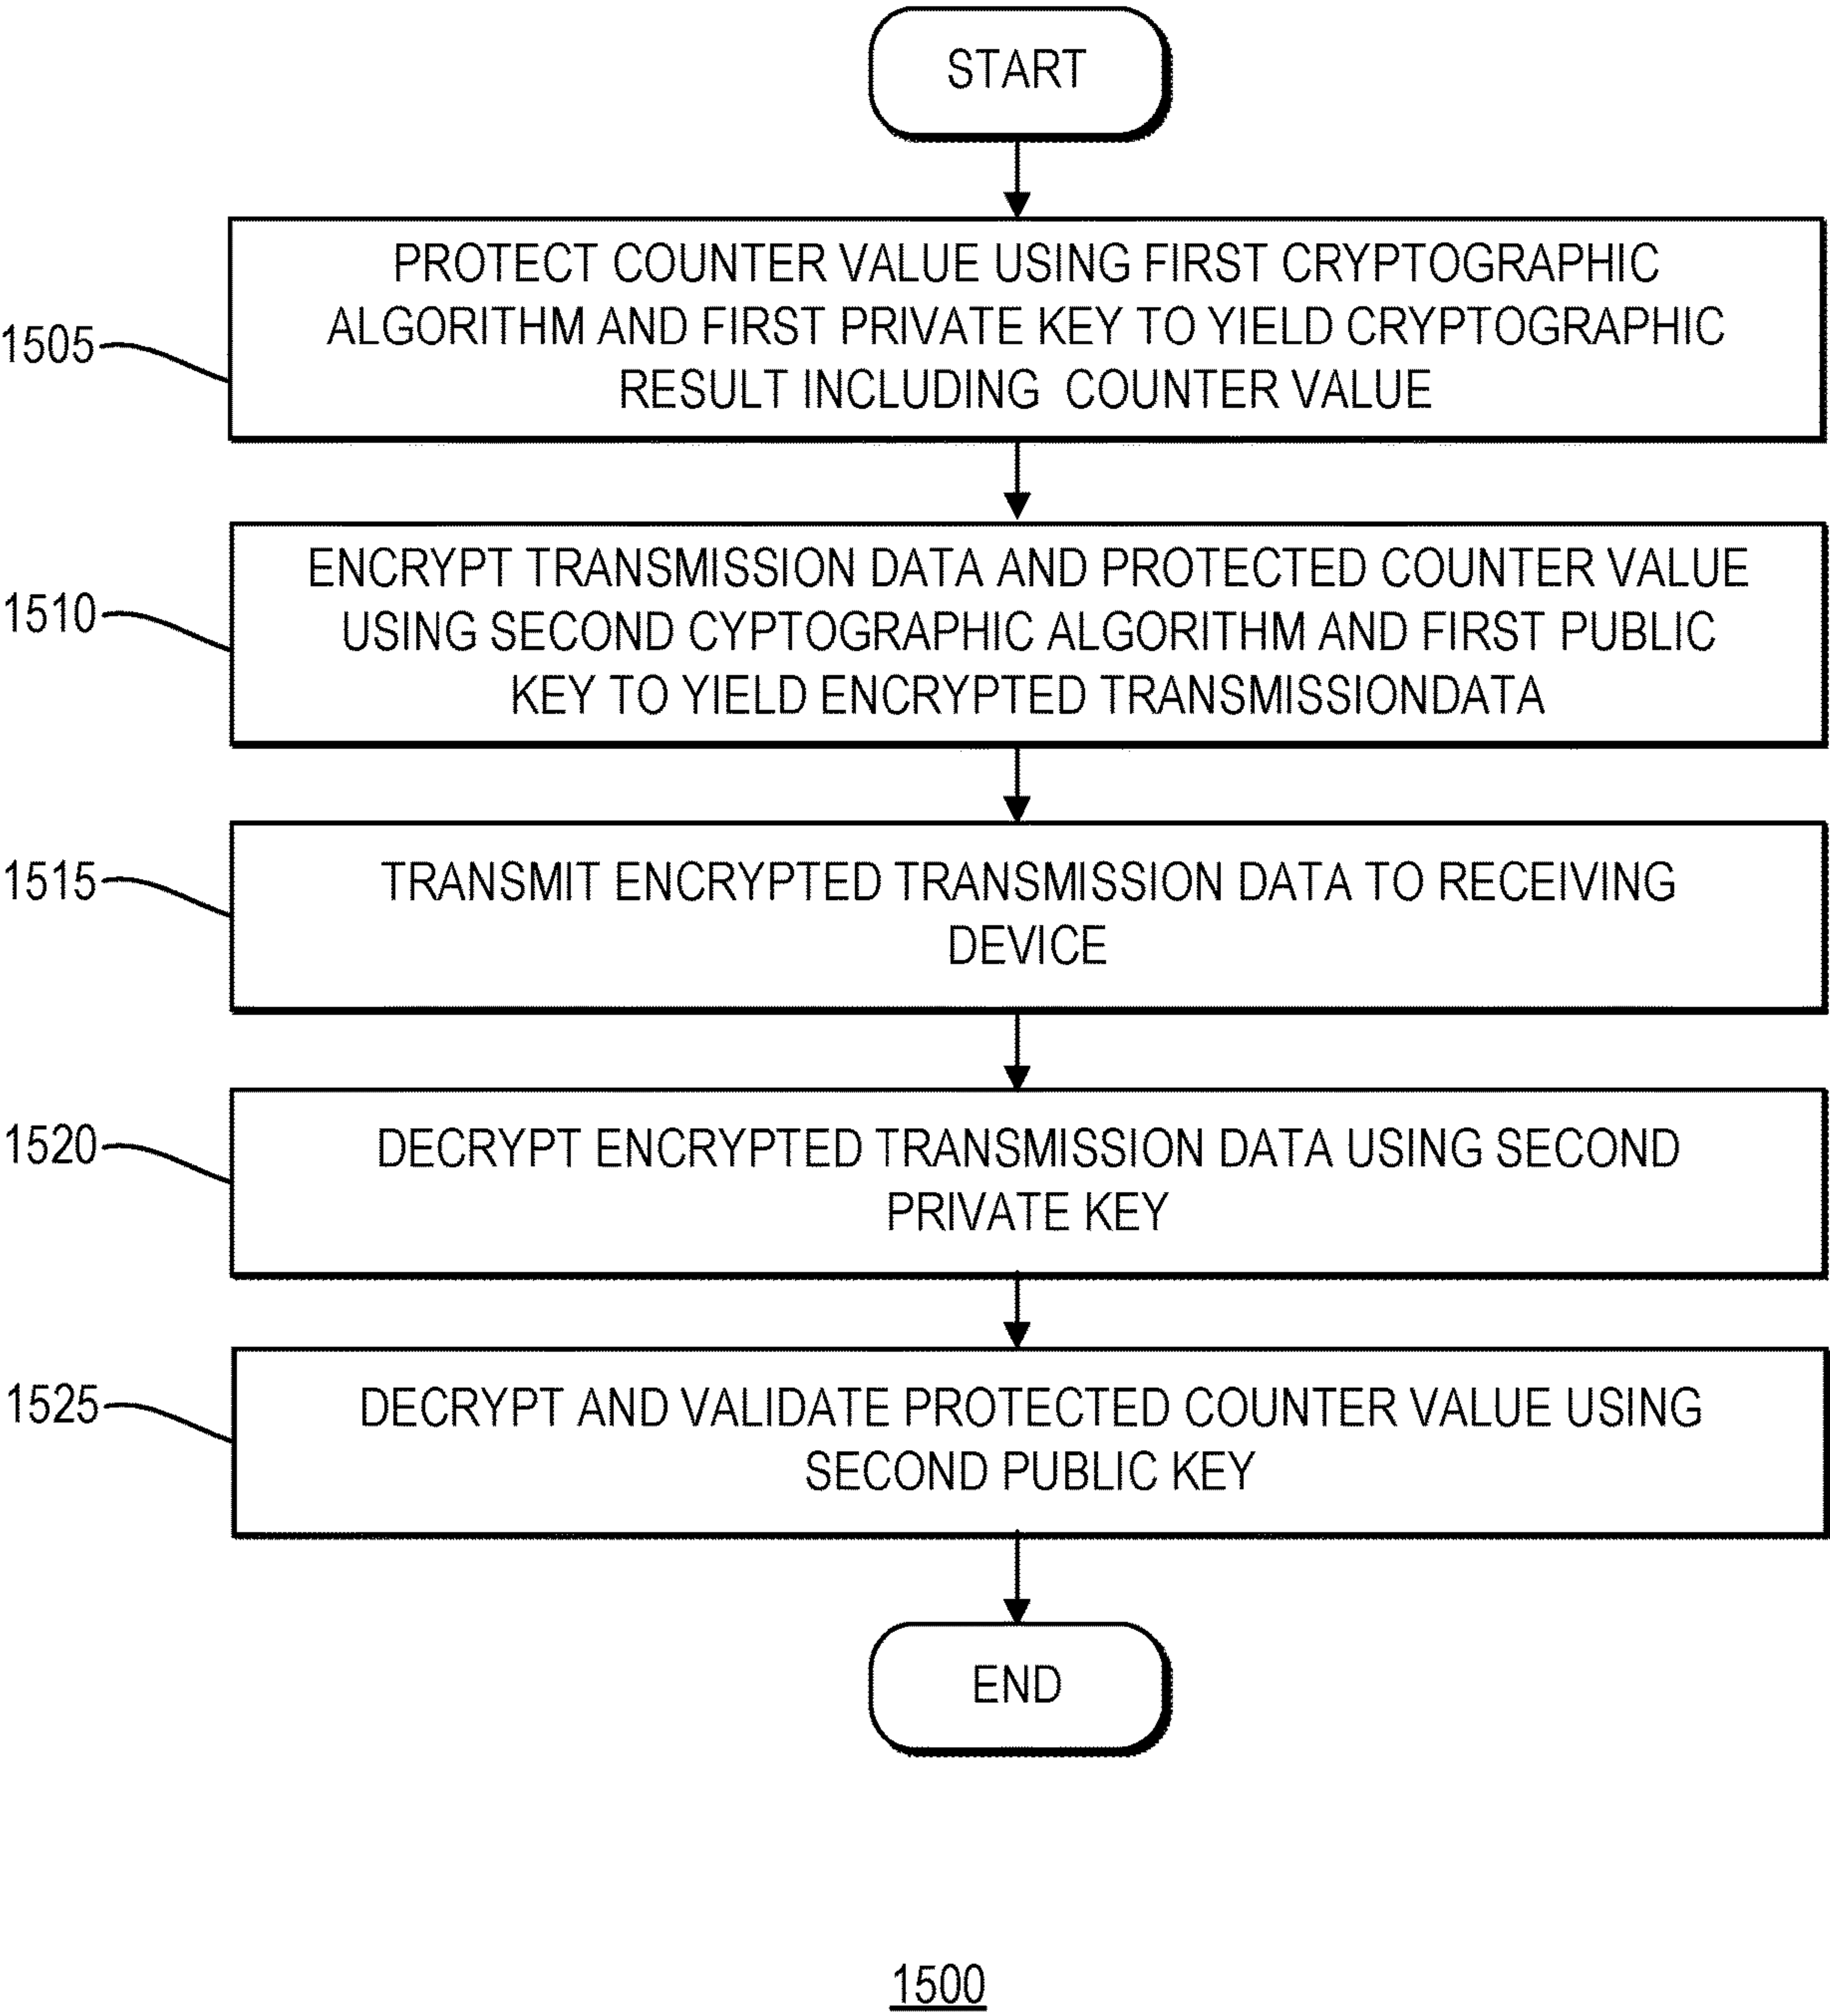 START
PROTECT COUNTER VALUE USING FIRST CRYPTOGRAPHIC
ALGORITHM AND FIRST PRIVATE KEY TO YIELD CRYPTOGRAPHIC
RESULT INCLUDING COUNTER VALUE
1505
ENCRYPT TRANSMISSION DATA AND PROTECTED COUNTER VALUE
USING SECOND CYPTOGRAPHIC ALGORITHM AND FIRST PUBLIC
KEY TO YIELD ENCRYPTED TRANSMISSIONDATA
1510
TRANSMIT ENCRYPTED TRANSMISSION DATA TO RECEIVING
DEVICE
1515
DECRYPT ENCRYPTED TRANSMISSION DATA USING SECOND
PRIVATE KEY
1520
DECRYPT AND VALIDATE PROTECTED COUNTER VALUE USING
SECOND PUBLIC KEY
1525
END
1500